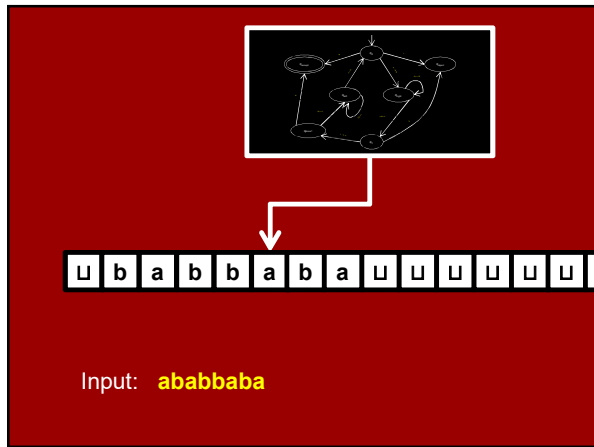 ⊔ b a b b a b a ⊔ ⊔ ⊔ ⊔ ⊔ ⊔
Input: ababbaba